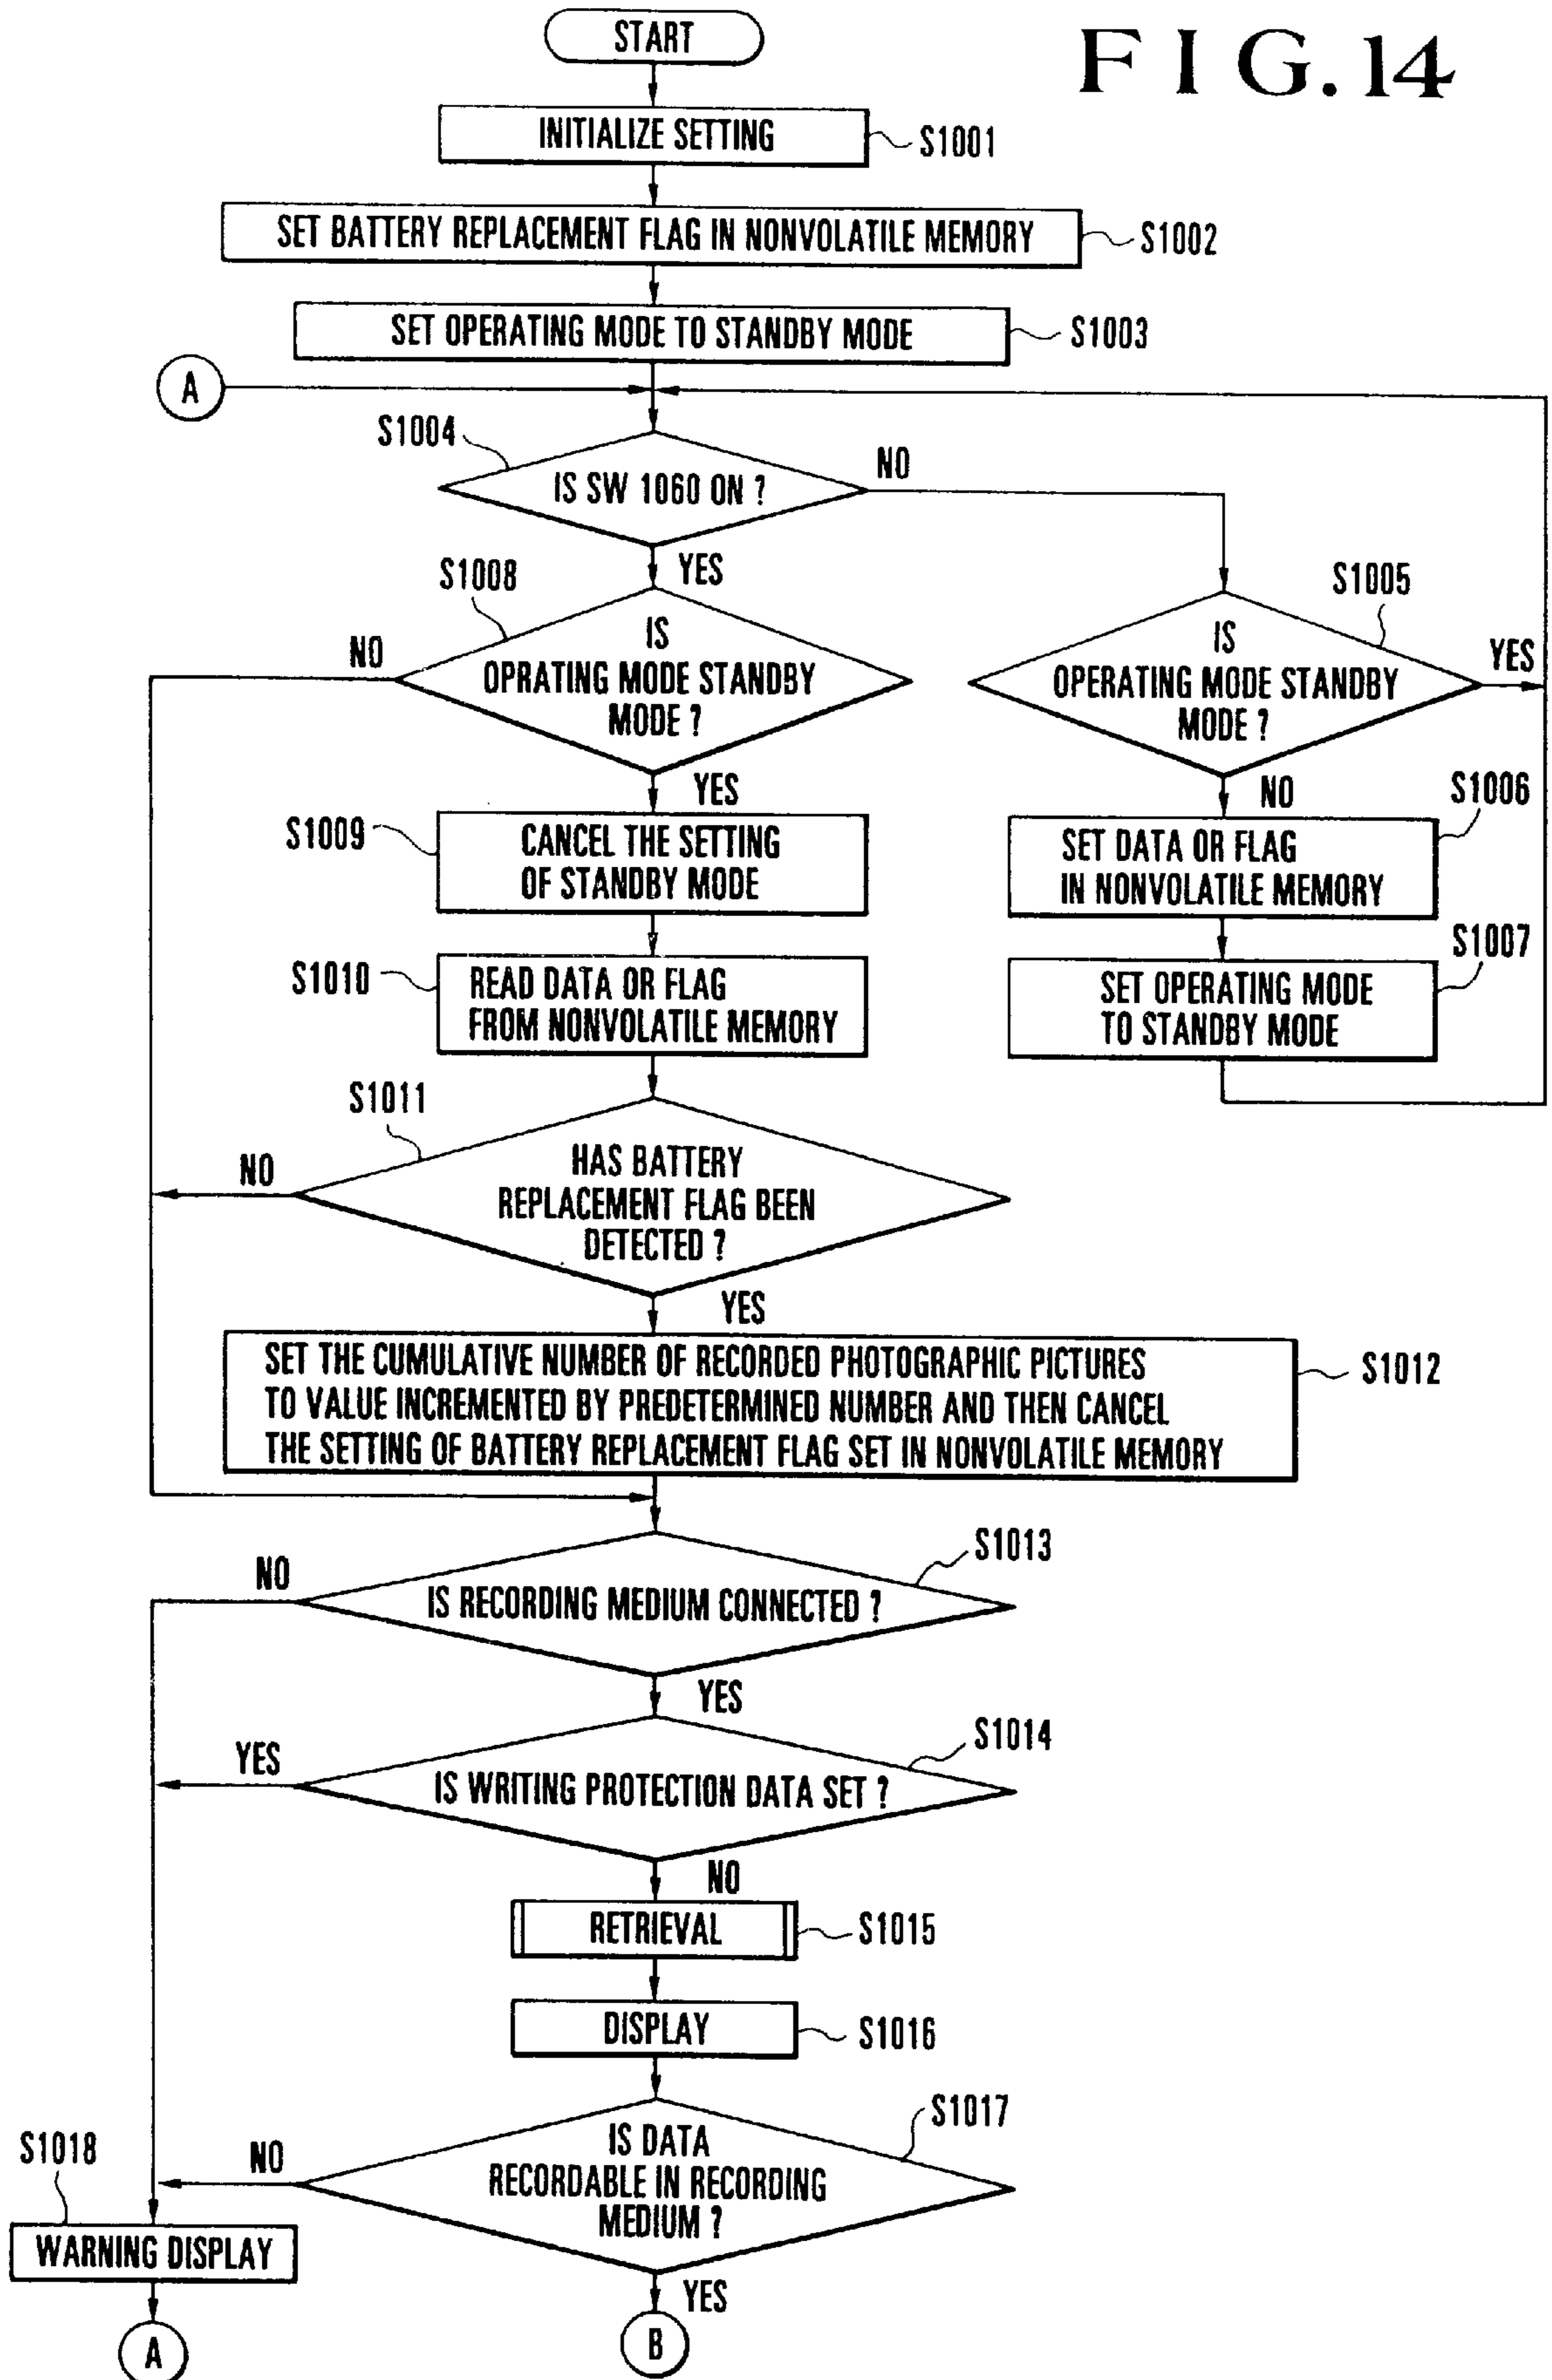 START
FIG.14
INITIALIZE SETTING
S1001
SET BATTERY REPLACEMENT FLAG IN NONVOLATILE MEMORY
S1002
SET OPERATING MODE TO STANDBY MODE
S1003
A
S1004
IS SW 1060 ON ?
NO
YES
S1008
NO
IS
OPRATING MODE STANDBY
MODE ?
YES
S1005
IS
OPERATING MODE STANDBY
MODE ?
YES
NO
S1009
CANCEL THE SETTING
OF STANDBY MODE
S1006
SET DATA OR FLAG
IN NONVOLATILE MEMORY
S1010
READ DATA OR FLAG
FROM NONVOLATILE MEMORY
S1007
SET OPERATING MODE
TO STANDBY MODE
S1011
NO
HAS BATTERY
REPLACEMENT FLAG BEEN
DETECTED ?
YES
SET THE CUMULATIVE NUMBER OF RECORDED PHOTOGRAPHIC PICTURES
TO VALUE INCREMENTED BY PREDETERMINED NUMBER AND THEN CANCEL
THE SETTING OF BATTERY REPLACEMENT FLAG SET IN NONVOLATILE MEMORY
S1012
S1013
NO
IS RECORDING MEDIUM CONNECTED ?
YES
S1014
YES
IS WRITING PROTECTION DATA SET ?
NO
RETRIEVAL
S1015
DISPLAY
S1016
S1017
NO
IS DATA
RECORDABLE IN RECORDING
MEDIUM ?
YES
S1018
WARNING DISPLAY
A
B